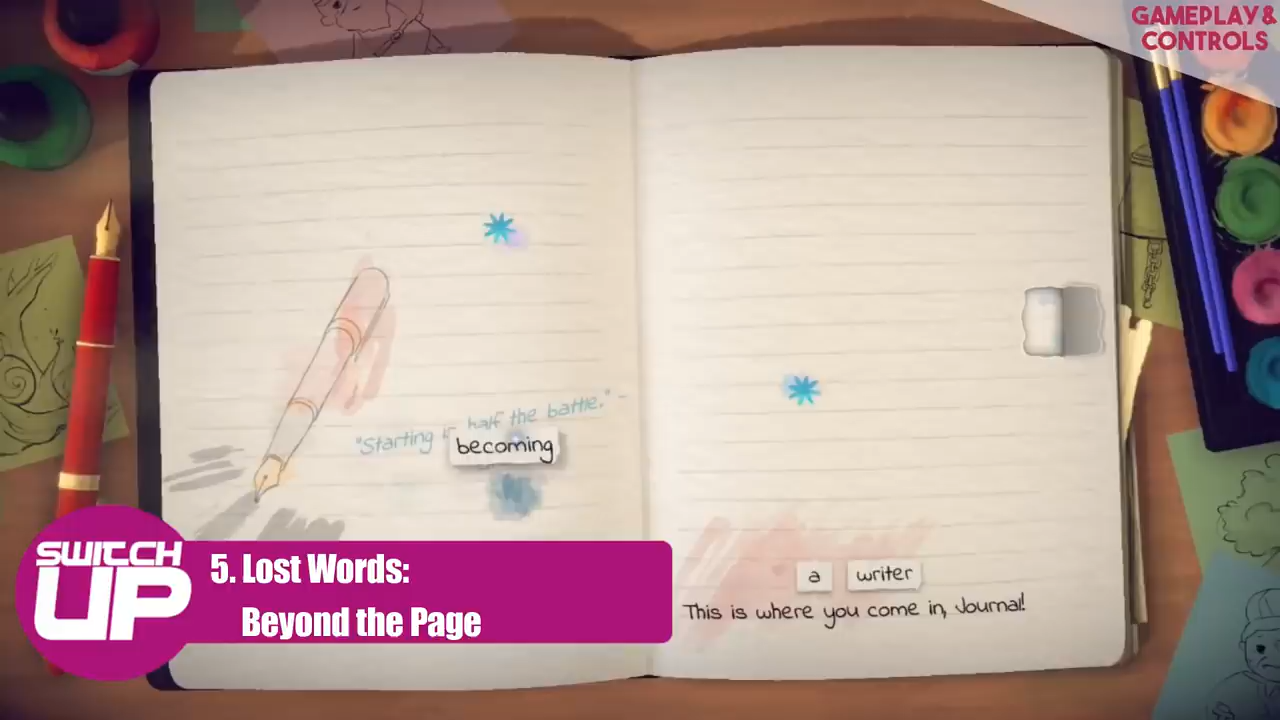 GAMEPLAY &
CONTROLS
"Starting half the battle." -
becoming
a writer
This is where you come in, Journal!
SWITCH
UP
5. Lost Words:
Beyond the Page